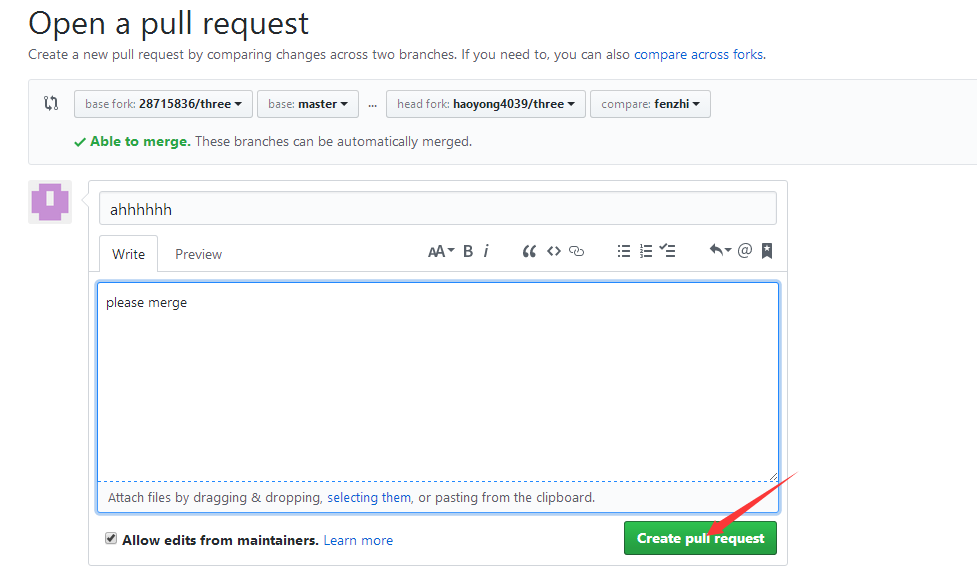 Open a pull request
Create a new pull request by comparing changes across two branches. If you need to, you can also compare across forks.
base fork: 28715836/three base: master ... head fork: haoyong4039/three compare: fenzhi
Able to merge. These branches can be automatically merged.
ahhhhhh
Write Preview AA B i
please merge
Attach files by dragging & dropping, selecting them, or pasting from the clipboard.
Allow edits from maintainers. Learn more Create pull request